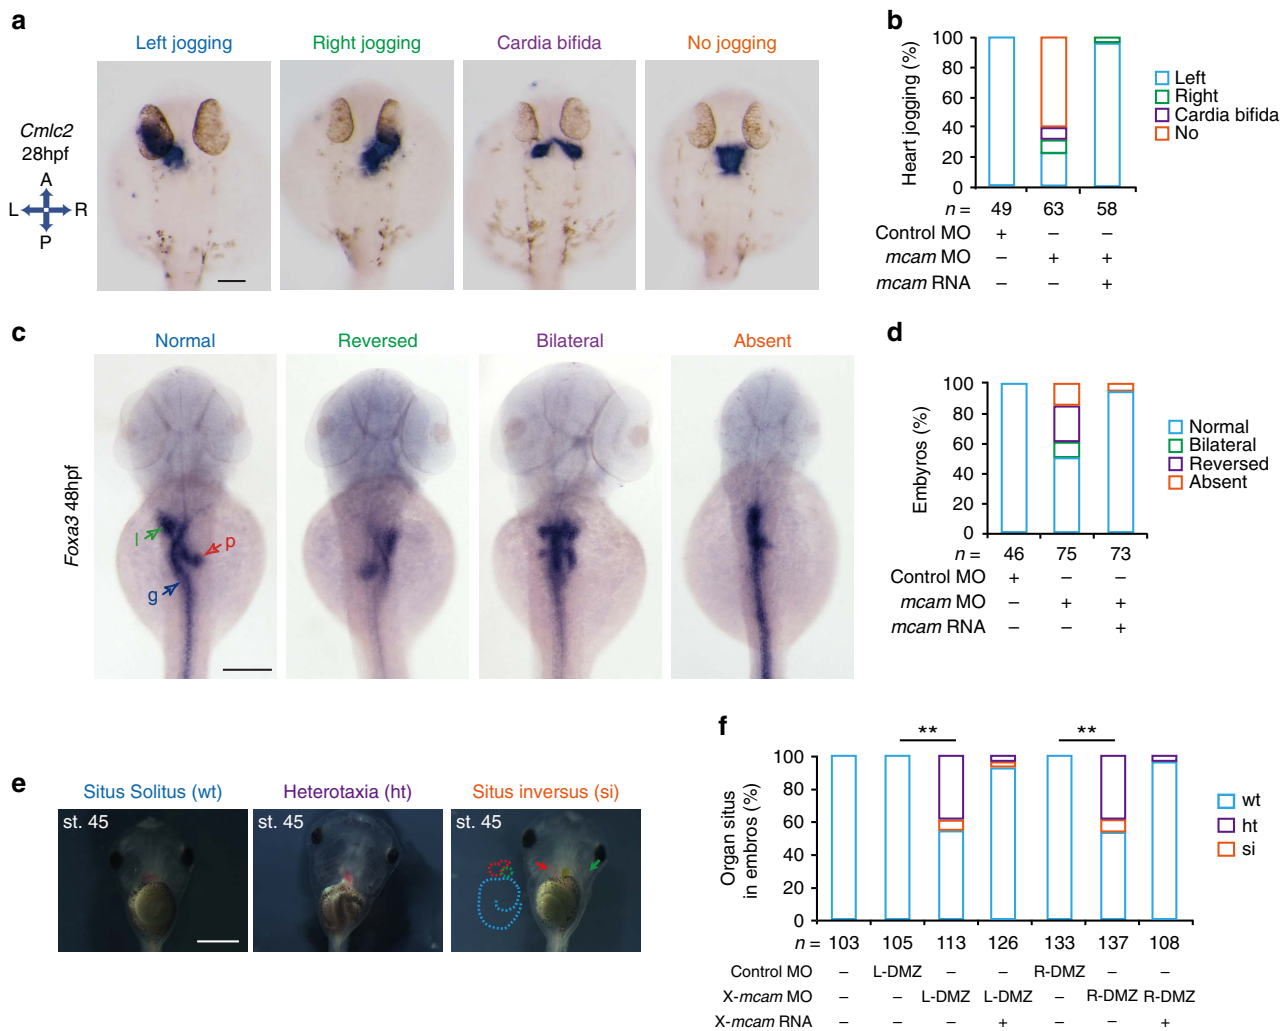 a
Left jogging
Right jogging
Cardia bifida
No jogging
Cmlc2
28hpf
A
L
R
P
b
Heart jogging (%)
100
80
60
40
20
0
Left
Right
Cardia bifida
No
n = 49 63 58
Control MO + – –
mcam MO – + +
mcam RNA – – +
c
Normal
Reversed
Bilateral
Absent
Foxa3 48hpf
l
p
g
d
Embyros (%)
100
80
60
40
20
0
Normal
Bilateral
Reversed
Absent
n = 46 75 73
Control MO + – –
mcam MO – + +
mcam RNA – – +
e
Situs Solitus (wt)
Heterotaxia (ht)
Situs inversus (si)
st. 45
st. 45
st. 45
f
** **
Organ situs
in embros (%)
100
80
60
40
20
0
wt
ht
si
n = 103 105 113 126 133 137 108
Control MO – L-DMZ – – R-DMZ – –
X-mcam MO – – L-DMZ L-DMZ – R-DMZ R-DMZ
X-mcam RNA – – – + – – +